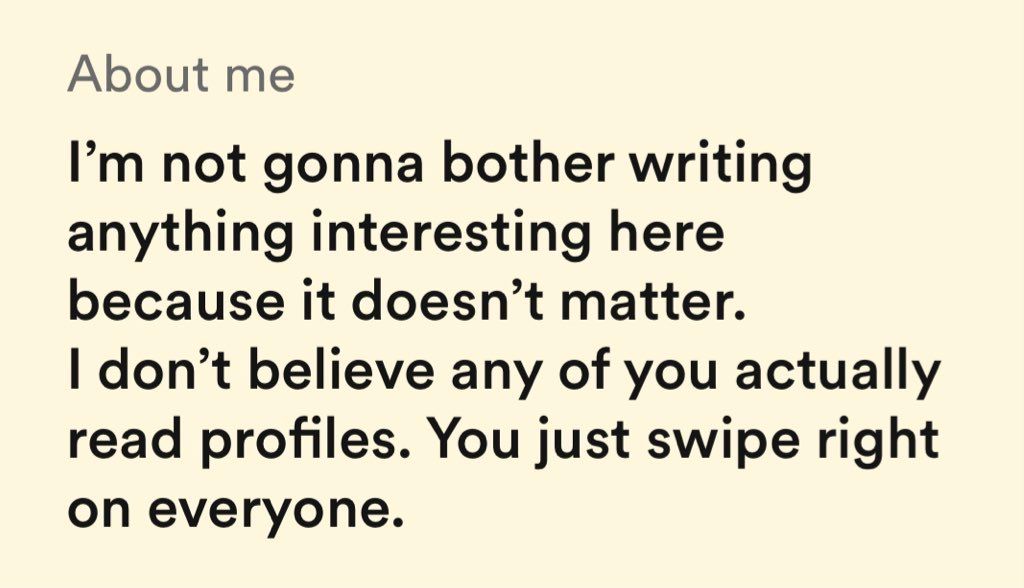 About me
I’m not gonna bother writing
anything interesting here
because it doesn’t matter.
I don’t believe any of you actually
read profiles. You just swipe right
on everyone.